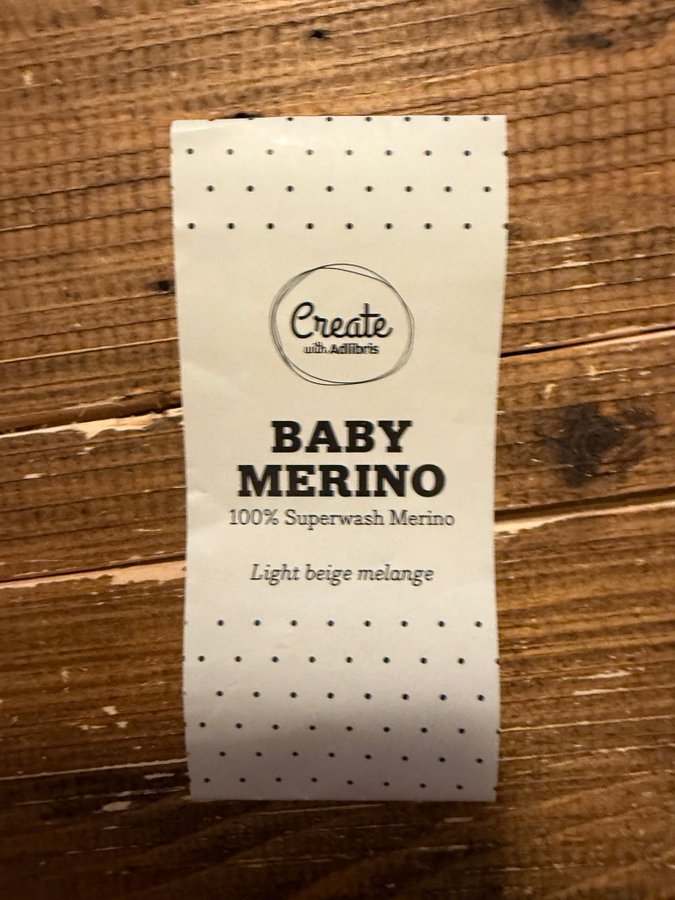 Create
with Adlibris
BABY
MERINO
100% Superwash Merino
Light beige melange